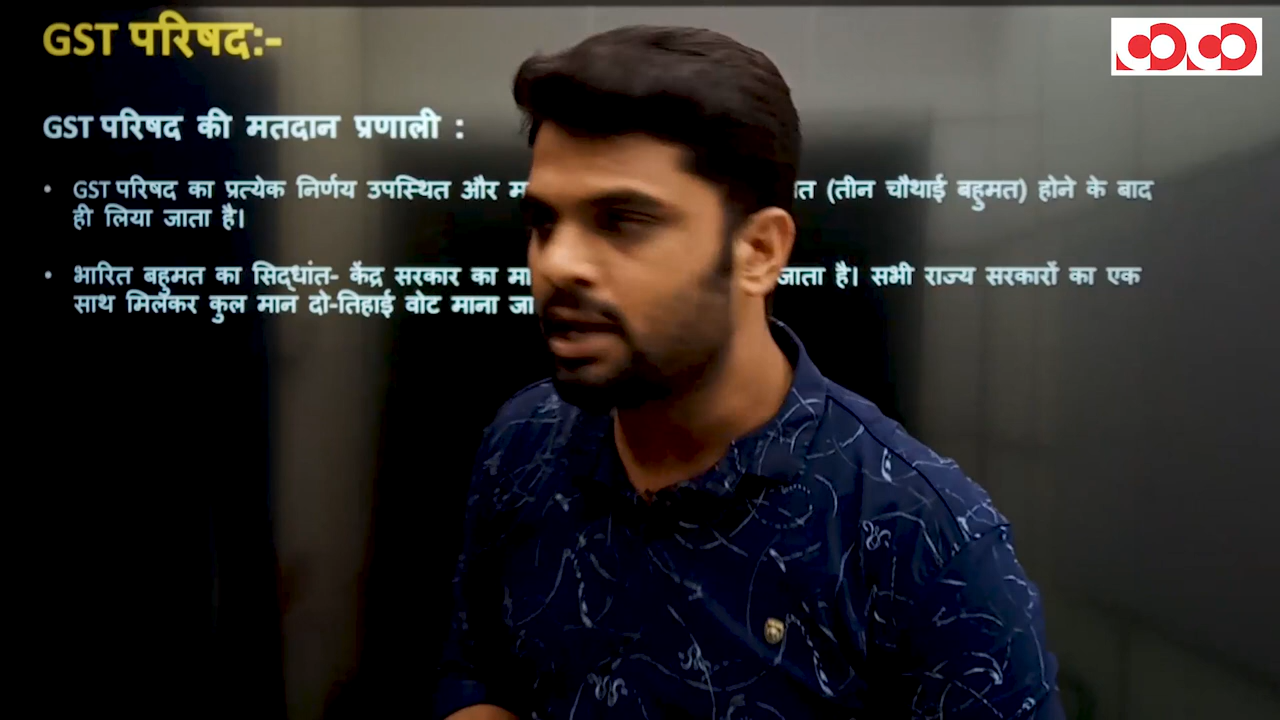 GST परिषद:-
GST परिषद की मतदान प्रणाली :
• GST परिषद का प्रत्येक निर्णय उपस्थित और (तीन चौथाई बहुमत) होने के बाद
ही लिया जाता है।
• भारित बहुमत का सिद्धांत- केंद्र सरकार का जाता है। सभी राज्य सरकारों का एक
साथ मिलकर कुल मान दो-तिहाई वोट माना